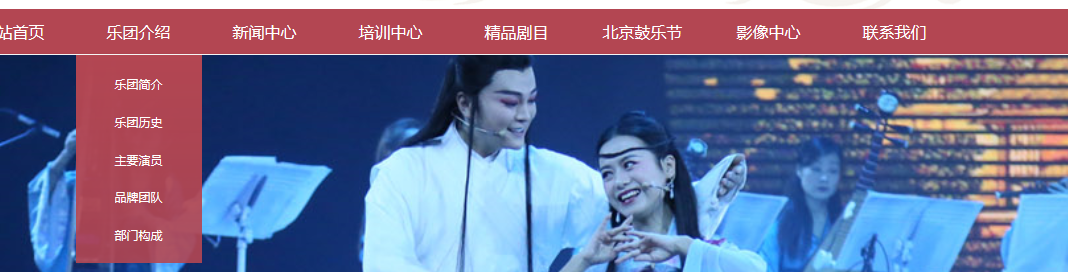 站首页 乐团介绍 新闻中心 培训中心 精品剧目 北京鼓乐节 影像中心 联系我们
乐团简介
乐团历史
主要演员
品牌团队
部门构成